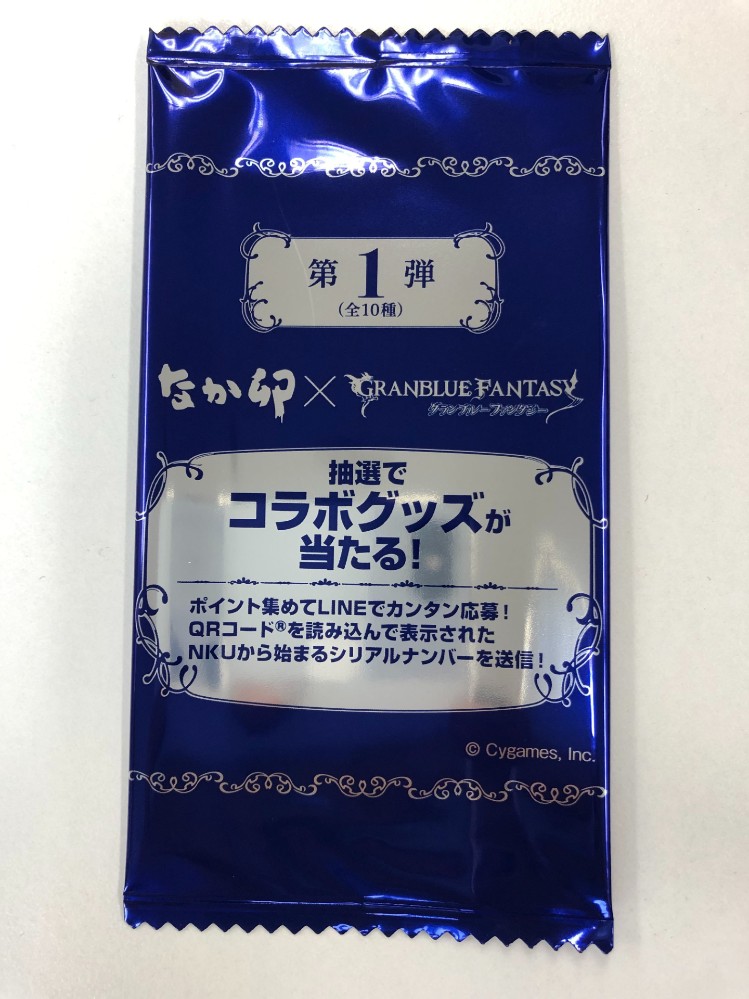 第1弾
(全10種)
なか卯×GRANBLUE FANTASY
グランブルーファンタジー
抽選で
コラボグッズが
当たる!
ポイント集めてLINEでカンタン応募!
QRコード®を読み込んで表示された
NKUから始まるシリアルナンバーを送信!
© Cygames, Inc.